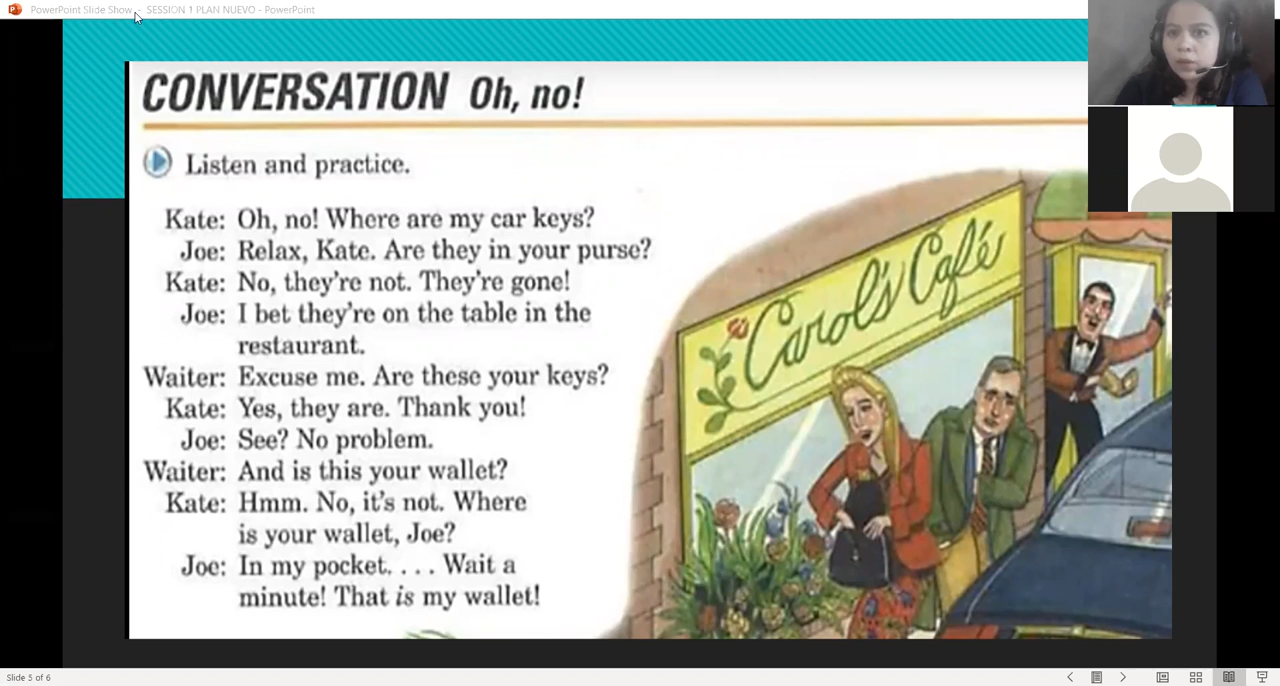 PowerPoint Slide Show - SESSION 1 PLAN NUEVO - PowerPoint
CONVERSATION Oh, no!
Listen and practice.
Kate: Oh, no! Where are my car keys?
Joe: Relax, Kate. Are they in your purse?
Kate: No, they're not. They're gone!
Joe: I bet they're on the table in the
restaurant.
Waiter: Excuse me. Are these your keys?
Kate: Yes, they are. Thank you!
Joe: See? No problem.
Waiter: And is this your wallet?
Kate: Hmm. No, it's not. Where
is your wallet, Joe?
Joe: In my pocket. . . . Wait a
minute! That is my wallet!
Carol's Café
Slide 5 of 6